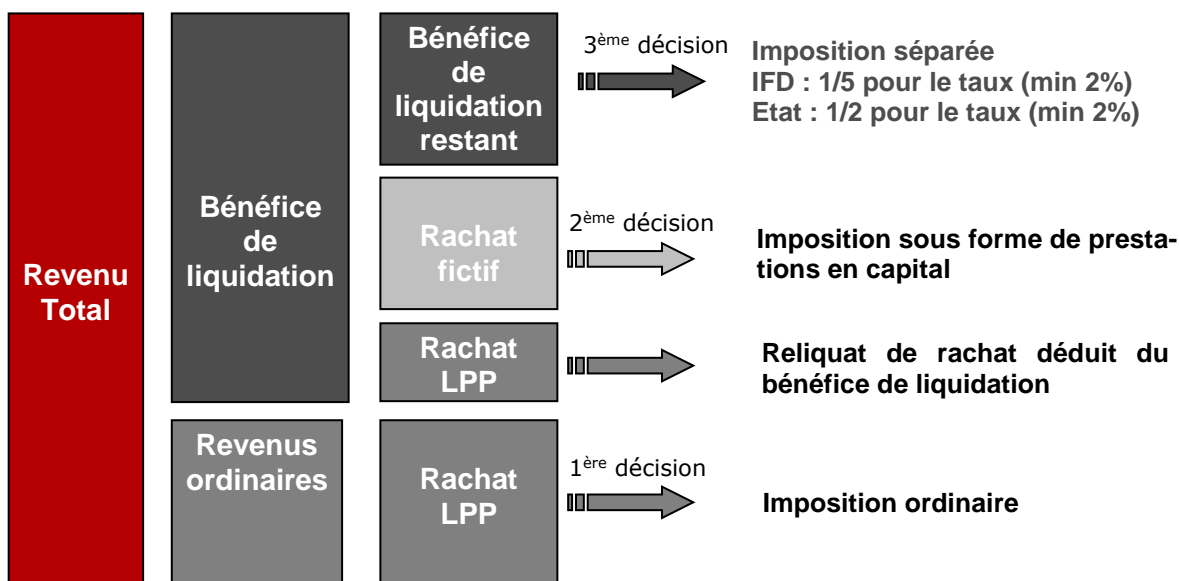 Revenu
Total
Bénéfice
de
liquidation
Revenus
ordinaires
Bénéfice
de
liquidation
restant
3ème décision
Imposition séparée
IFD : 1/5 pour le taux (min 2%)
Etat : 1/2 pour le taux (min 2%)
Rachat
fictif
2ème décision
Imposition sous forme de presta-
tions en capital
Rachat
LPP
Reliquat de rachat déduit du
bénéfice de liquidation
Rachat
LPP
1ère décision
Imposition ordinaire